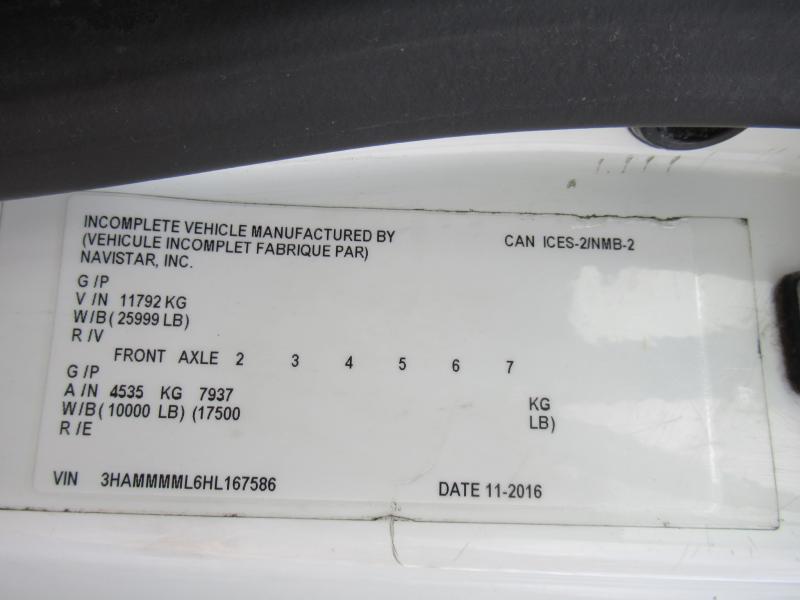 INCOMPLETE VEHICLE MANUFACTURED BY
(VEHICULE INCOMPLET FABRIQUE PAR)
NAVISTAR, INC.
CAN ICES-2/NMB-2
G/P
V/N 11792 KG
W/B (25999 LB)
R/V
FRONT AXLE 2 3 4 5 6 7
G/P
A/N 4535 KG 7937 KG
W/B (10000 LB) (17500 LB)
R/E
VIN 3HAMMMML6HL167586 DATE 11-2016